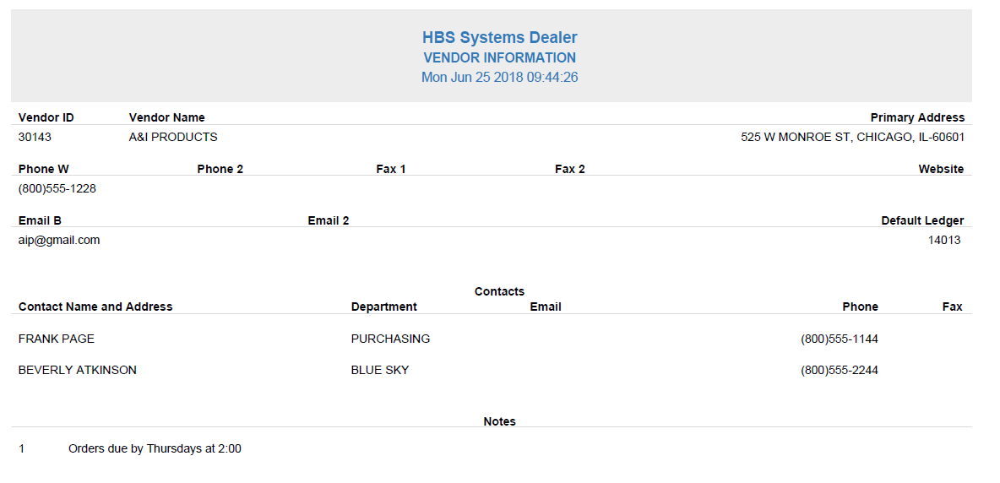 HBS Systems Dealer
VENDOR INFORMATION
Mon Jun 25 2018 09:44:26
Vendor ID Vendor Name Primary Address
30143 A&I PRODUCTS 525 W MONROE ST, CHICAGO, IL-60601
Phone W Phone 2 Fax 1 Fax 2 Website
(800)555-1228
Email B Email 2 Default Ledger
aip@gmail.com 14013
Contacts
Contact Name and Address Department Email Phone Fax
FRANK PAGE PURCHASING (800)555-1144
BEVERLY ATKINSON BLUE SKY (800)555-2244
Notes
1 Orders due by Thursdays at 2:00